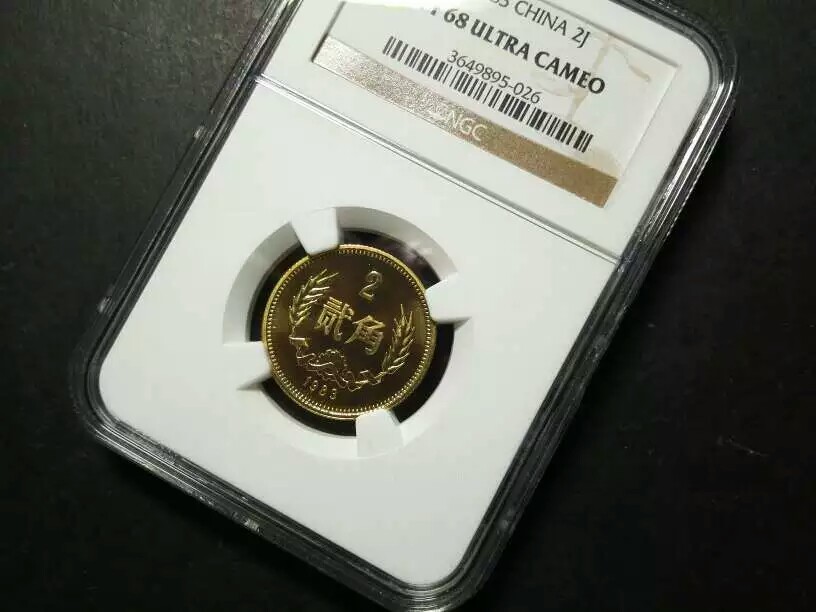 CHINA 2J
68 ULTRA CAMEO
3649895-026
NGC
2
贰角
1983